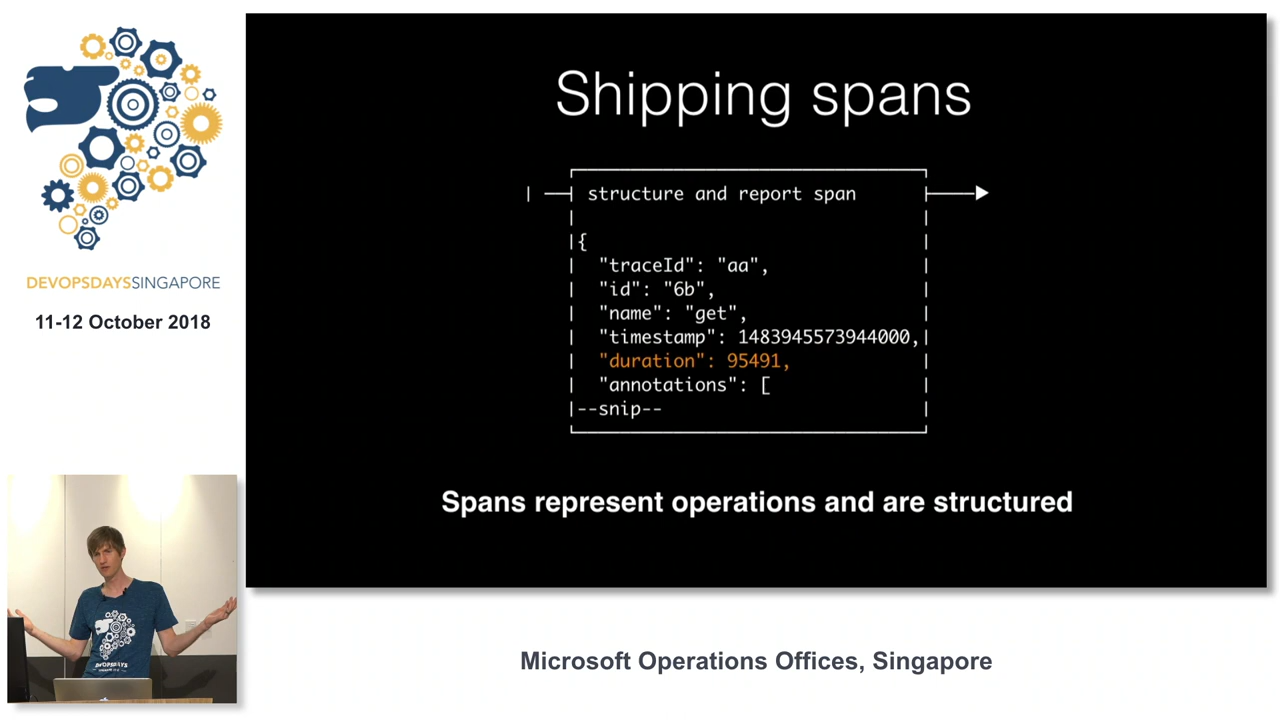 DEVOPSDAYSSINGAPORE
11-12 October 2018
Shipping spans
structure and report span
{
"traceId": "aa",
"id": "6b",
"name": "get",
"timestamp": 1483945573944000,
"duration": 95491,
"annotations": [
--snip--
Spans represent operations and are structured
DEVOPSDAYS
Microsoft Operations Offices, Singapore